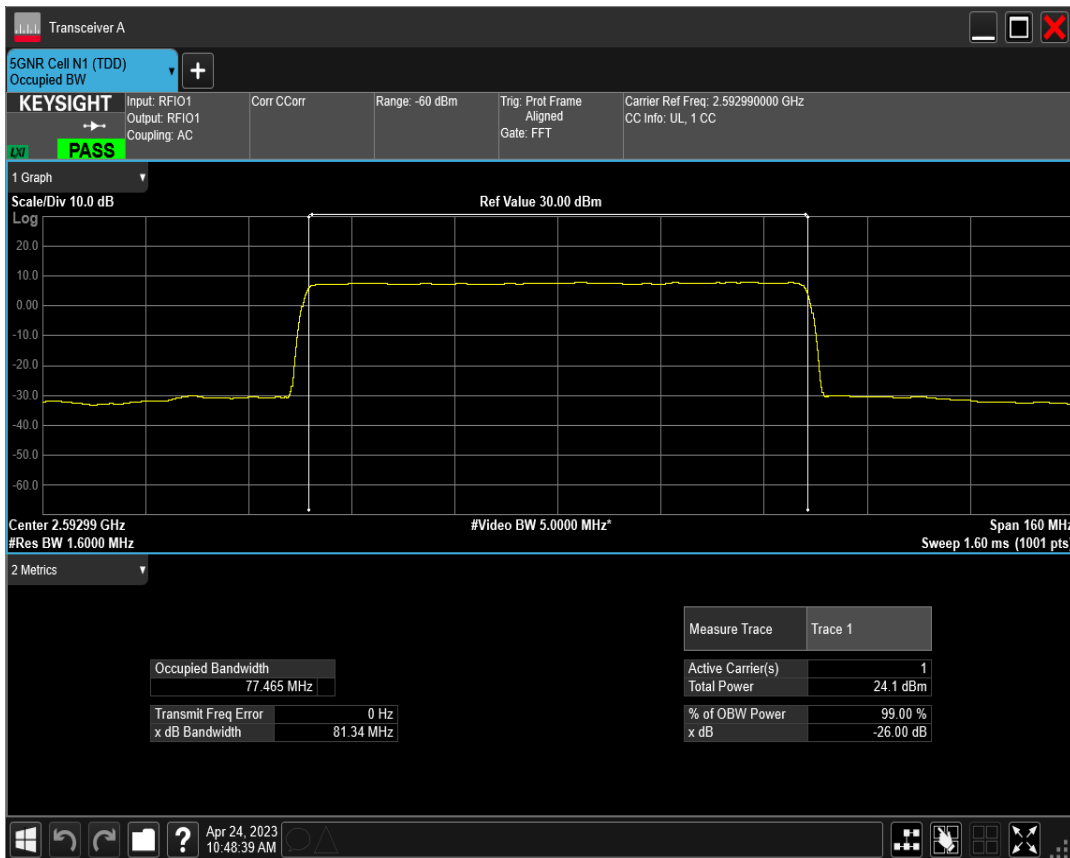 Transceiver A
5GNR Cell N1 (TDD)
Occupied BW
+
KEYSIGHT
LXI
PASS
Input: RFIO1
Output: RFIO1
Coupling: AC
Corr CCorr
Range: -60 dBm
Trig: Prot Frame
Aligned
Gate: FFT
Carrier Ref Freq: 2.592990000 GHz
CC Info: UL, 1 CC
1 Graph
Scale/Div 10.0 dB
Ref Value 30.00 dBm
Log
20.0
10.0
0.00
-10.0
-20.0
-30.0
-40.0
-50.0
-60.0
Center 2.59299 GHz
#Video BW 5.0000 MHz*
Span 160 MHz
#Res BW 1.6000 MHz
Sweep 1.60 ms (1001 pts)
2 Metrics
Measure Trace Trace 1
Occupied Bandwidth
77.465 MHz
Active Carrier(s) 1
Total Power 24.1 dBm
Transmit Freq Error 0 Hz
x dB Bandwidth 81.34 MHz
% of OBW Power 99.00 %
x dB -26.00 dB
?
Apr 24, 2023
10:48:39 AM